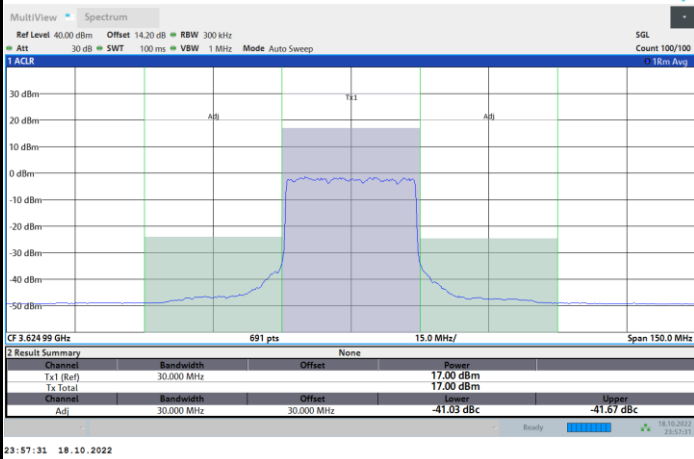 MultiView Spectrum
Ref Level 40.00 dBm Offset 14.20 dB RBW 300 kHz SGL
Att 30 dB SWT 100 ms VBW 1 MHz Mode Auto Sweep Count 100/100
1 ACLR 1Rm Avg
30 dBm
Tx1
20 dBm
Adj Adj
10 dBm
0 dBm
-10 dBm
-20 dBm
-30 dBm
-40 dBm
-50 dBm
CF 3.624 99 GHz 691 pts 15.0 MHz/ Span 150.0 MHz
2 Result Summary None
Channel Bandwidth Offset Power
Tx1 (Ref) 30.000 MHz 17.00 dBm
Tx Total 17.00 dBm
Channel Bandwidth Offset Lower Upper
Adj 30.000 MHz 30.000 MHz -41.03 dBc -41.67 dBc
Ready 18.10.2022
23:57:31
23:57:31 18.10.2022